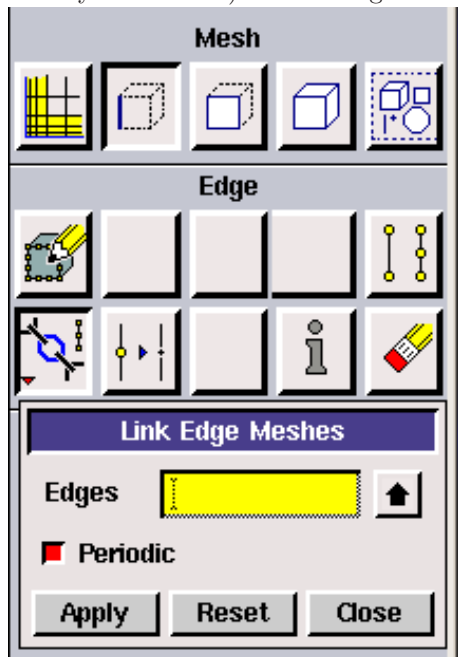 Mesh
Edge
Link Edge Meshes
Edges
Periodic
Apply Reset Close